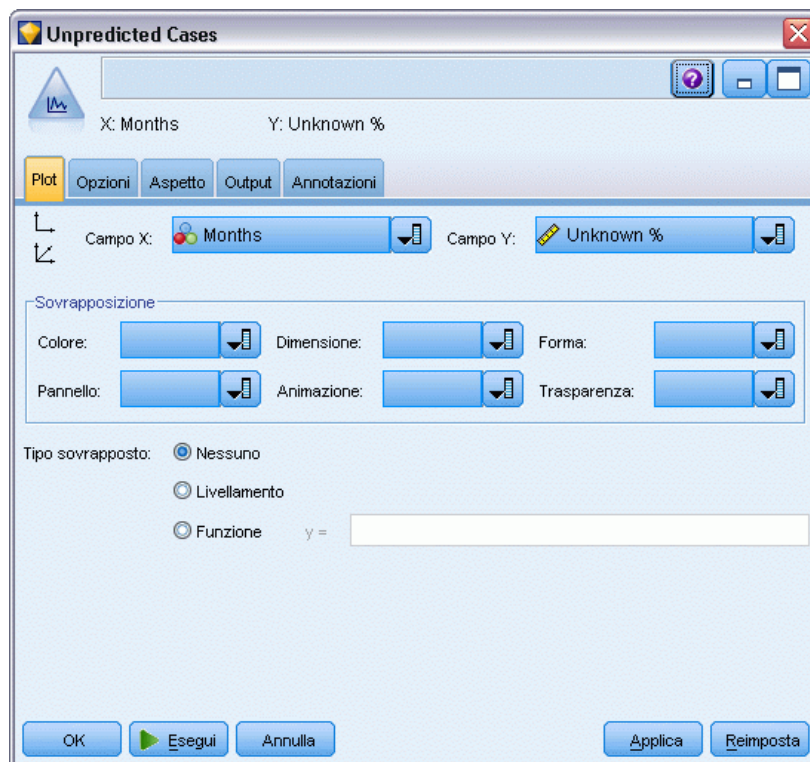 Unpredicted Cases
X: Months Y: Unknown %
Plot Opzioni Aspetto Output Annotazioni
Campo X: Months Campo Y: Unknown %
Sovrapposizione
Colore: Dimensione: Forma:
Pannello: Animazione: Trasparenza:
Tipo sovrapposto: Nessuno
Livellamento
Funzione y =
OK Esegui Annulla Applica Reimposta